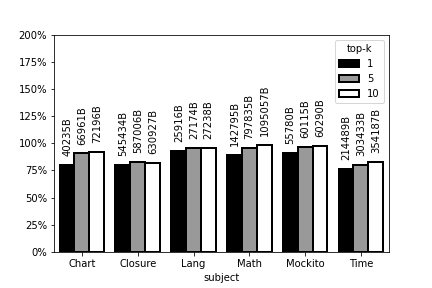 200%
175%
150%
125%
100%
75%
50%
25%
0%
top-k
1
5
10
40235B
66961B
72196B
545434B
587006B
630927B
25916B
27174B
27238B
142795B
797835B
1095057B
55780B
60115B
60290B
214489B
303433B
354187B
Chart Closure Lang Math Mockito Time
subject